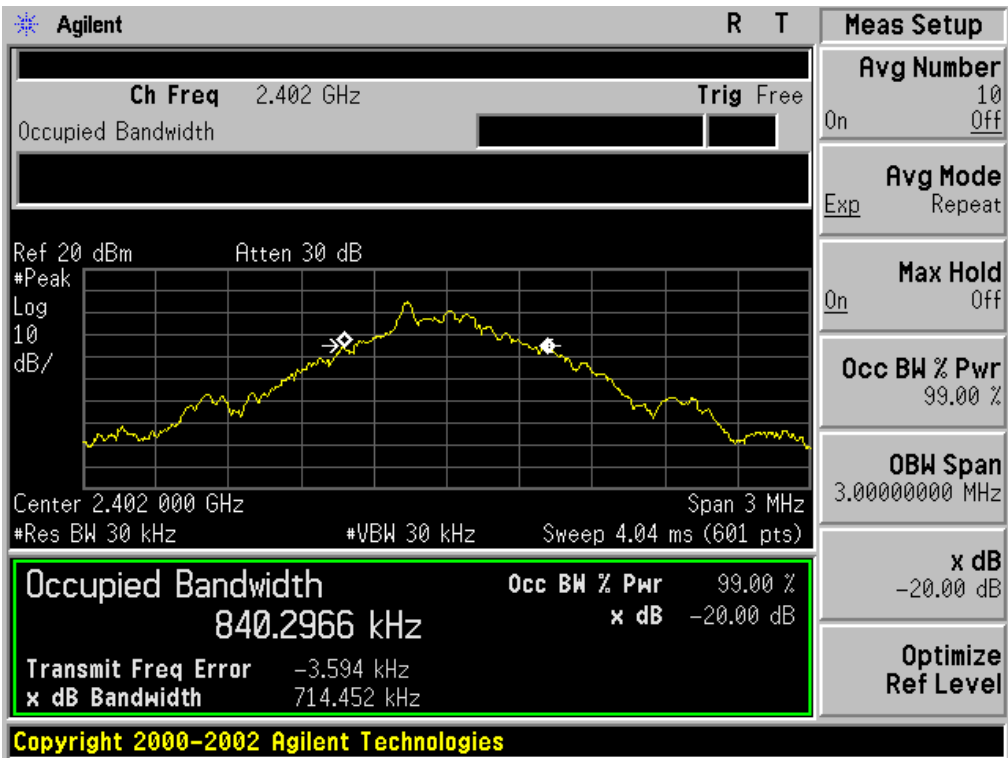 Agilent R T
Ch Freq 2.402 GHz Trig Free
Occupied Bandwidth
Ref 20 dBm Atten 30 dB
#Peak
Log
10
dB/
Center 2.402 000 GHz Span 3 MHz
#Res BW 30 kHz #VBW 30 kHz Sweep 4.04 ms (601 pts)
Occupied Bandwidth Occ BW % Pwr 99.00 %
840.2966 kHz x dB -20.00 dB
Transmit Freq Error -3.594 kHz
x dB Bandwidth 714.452 kHz
Copyright 2000-2002 Agilent Technologies
Meas Setup
Avg Number
10
On Off
Avg Mode
Exp Repeat
Max Hold
On Off
Occ BW % Pwr
99.00 %
OBW Span
3.00000000 MHz
x dB
-20.00 dB
Optimize
Ref Level